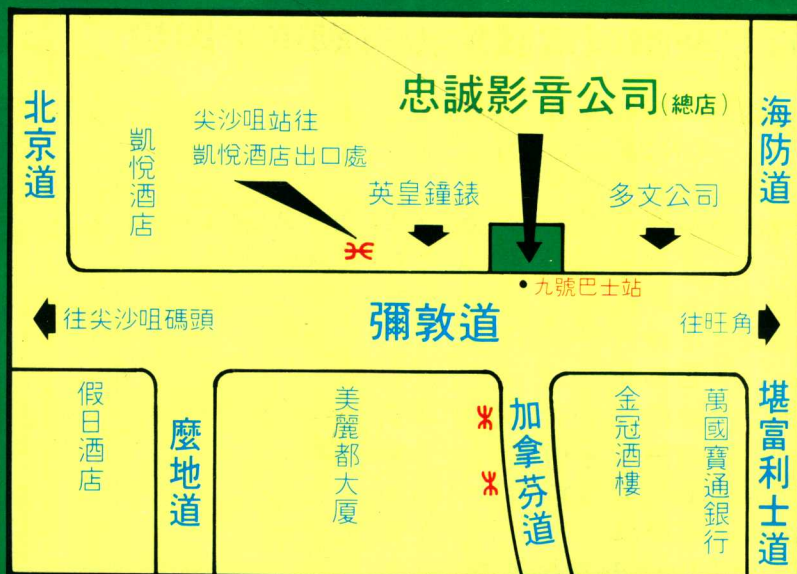 忠誠影音公司(總店)
北京道
凱悅酒店
尖沙咀站往
凱悅酒店出口處
英皇鐘錶
多文公司
海防道
九號巴士站
往尖沙咀碼頭
彌敦道
往旺角
假日酒店
麼地道
美麗都大厦
加拿芬道
金冠酒樓
萬國寶通銀行
堪富利士道